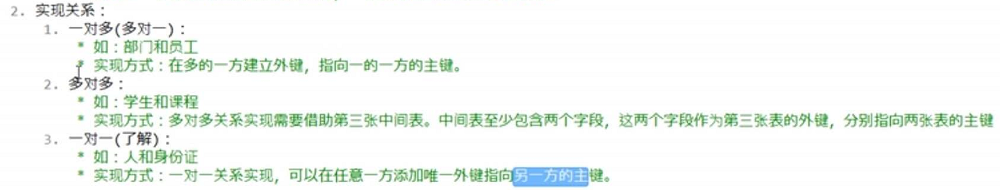 2. 实现关系：
1. 一对多(多对一)：
* 如：部门和员工
* 实现方式：在多的一方建立外键，指向一的一方的主键。
2. 多对多：
* 如：学生和课程
* 实现方式：多对多关系实现需要借助第三张中间表。中间表至少包含两个字段，这两个字段作为第三张表的外键，分别指向两张表的主键
3. 一对一(了解)：
* 如：人和身份证
* 实现方式：一对一关系实现，可以在任意一方添加唯一外键指向另一方的主键。